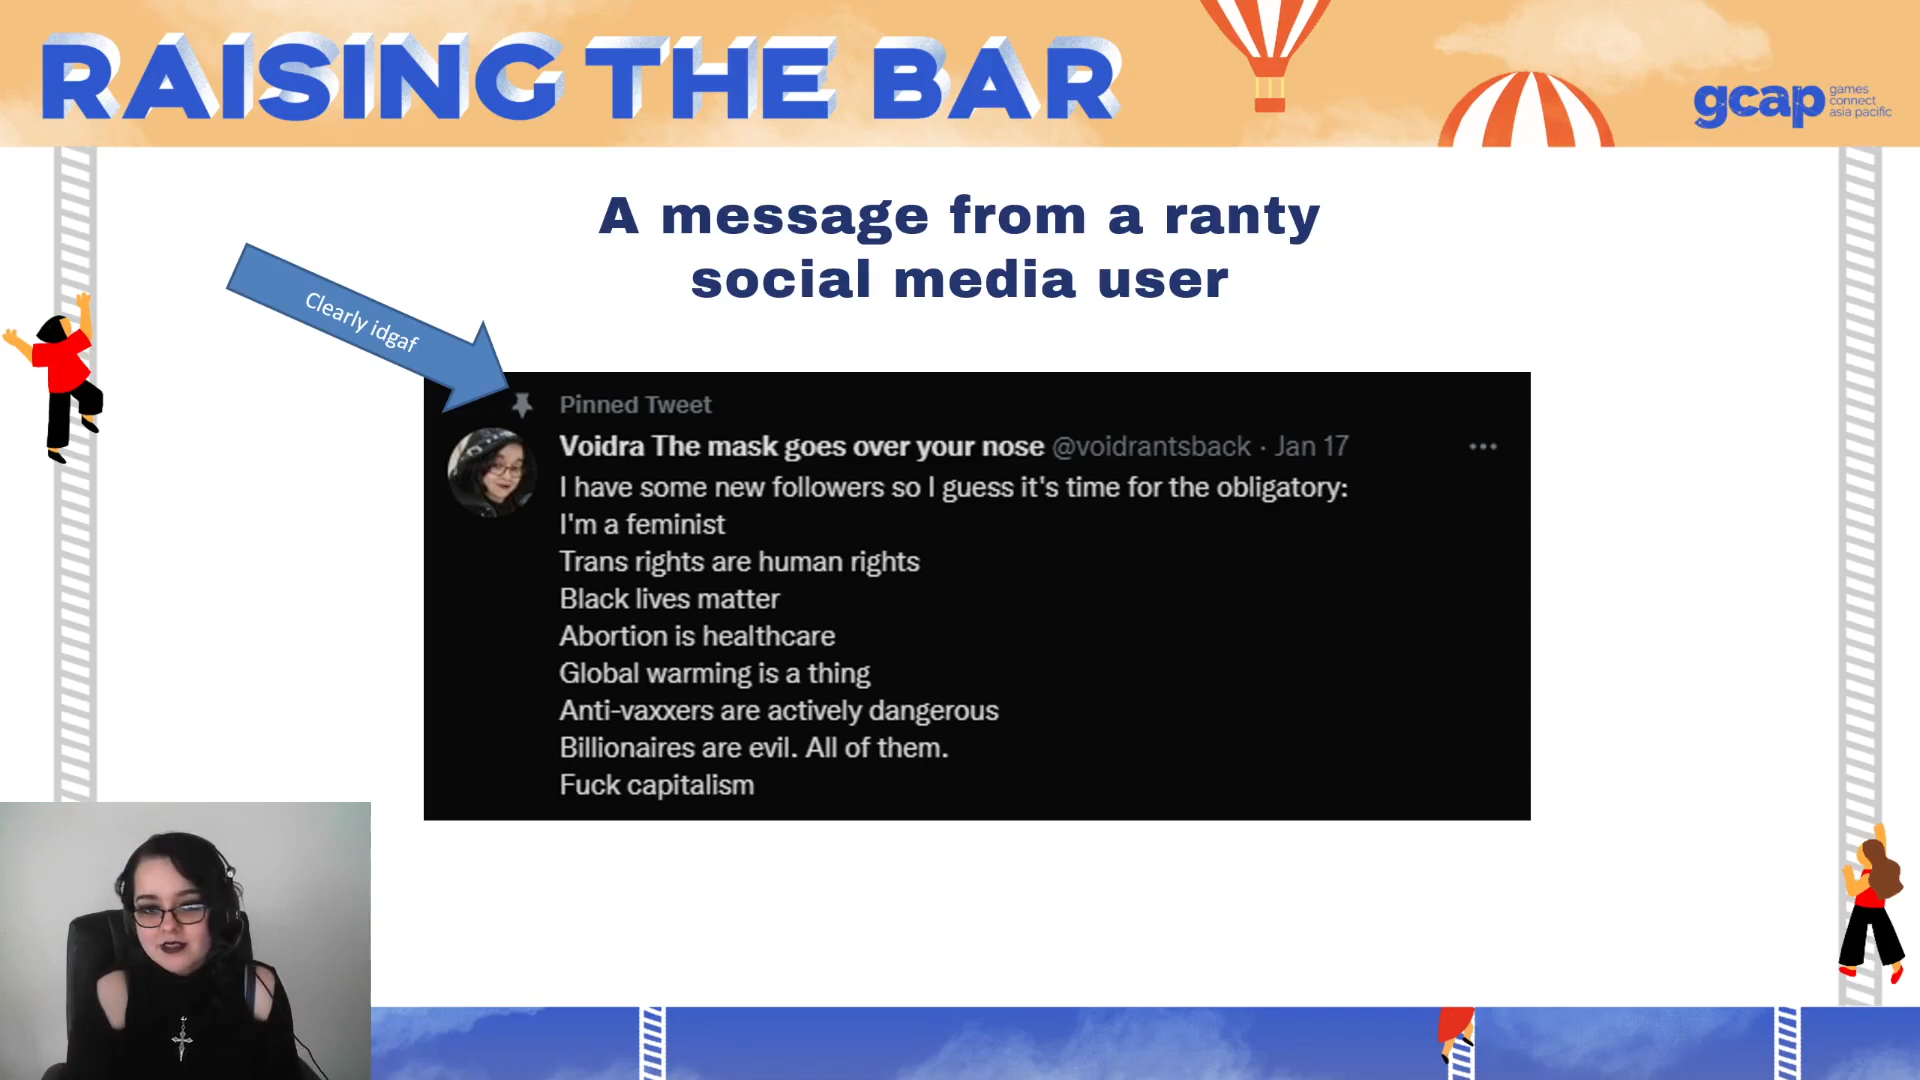 RAISING THE BAR
gcap games
connect
asia pacific
A message from a ranty
social media user
Clearly idgaf
Pinned Tweet
Voidra The mask goes over your nose @voidrantsback · Jan 17
I have some new followers so I guess it's time for the obligatory:
I'm a feminist
Trans rights are human rights
Black lives matter
Abortion is healthcare
Global warming is a thing
Anti-vaxxers are actively dangerous
Billionaires are evil. All of them.
Fuck capitalism